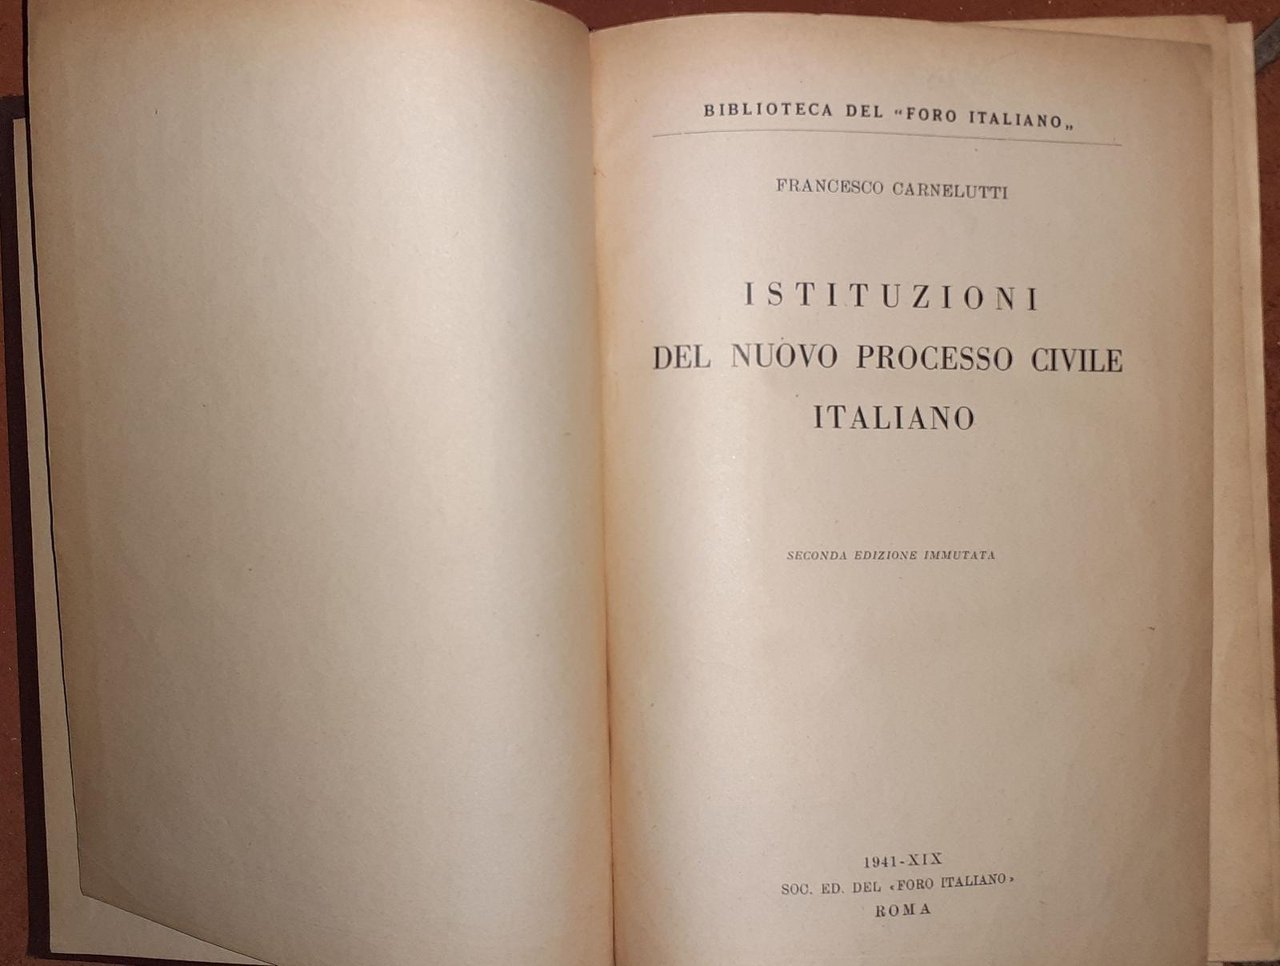 BIBLIOTECA DEL “FORO ITALIANO„
FRANCESCO CARNELUTTI
ISTITUZIONI
DEL NUOVO PROCESSO CIVILE
ITALIANO
SECONDA EDIZIONE IMMUTATA
1941-XIX
SOC. ED. DEL «FORO ITALIANO»
ROMA